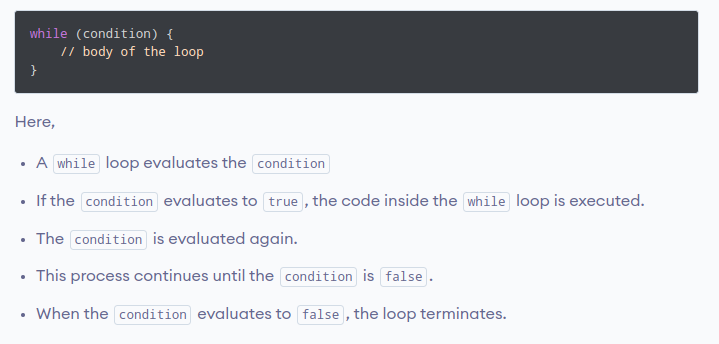 while (condition) {
    // body of the loop
}
Here,
• A while loop evaluates the condition
• If the condition evaluates to true, the code inside the while loop is executed.
• The condition is evaluated again.
• This process continues until the condition is false.
• When the condition evaluates to false, the loop terminates.